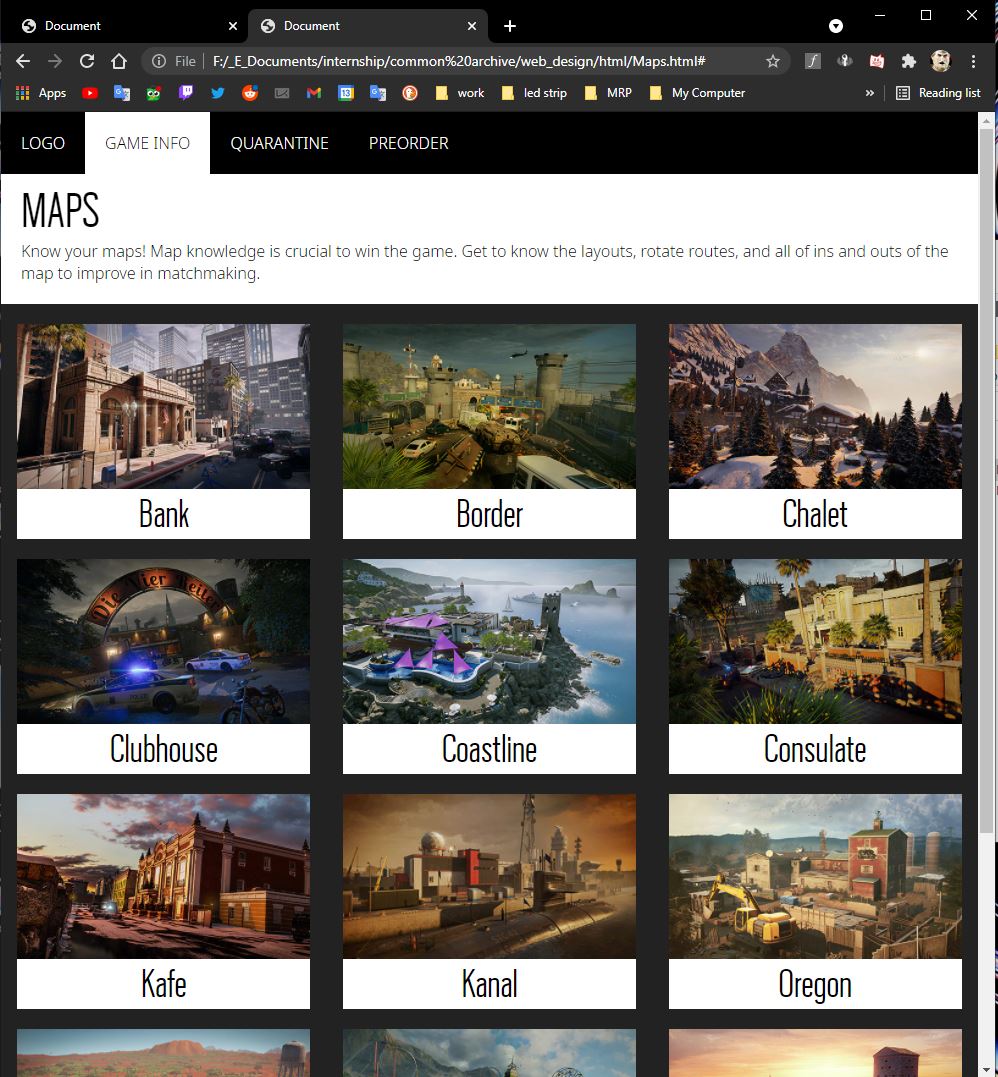 Document
Document
File
F:/_E_Documents/internship/common%20archive/web_design/html/Maps.html#
Apps
work
led strip
MRP
My Computer
»
Reading list
LOGO
GAME INFO
QUARANTINE
PREORDER
MAPS
Know your maps! Map knowledge is crucial to win the game. Get to know the layouts, rotate routes, and all of ins and outs of the
map to improve in matchmaking.
Bank
Border
Chalet
Die Vier Reiter
POLICE
Clubhouse
Coastline
Consulate
Kafe
Kanal
Oregon